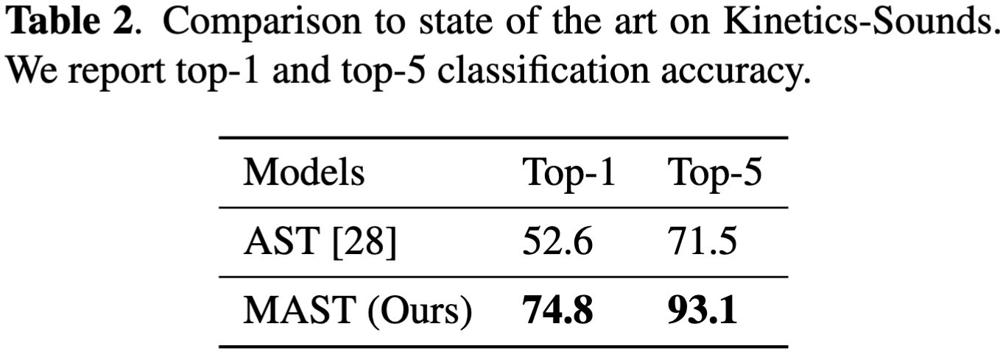 Table 2. Comparison to state of the art on Kinetics-Sounds.
We report top-1 and top-5 classification accuracy.
Models Top-1 Top-5
AST [28] 52.6 71.5
MAST (Ours) 74.8 93.1